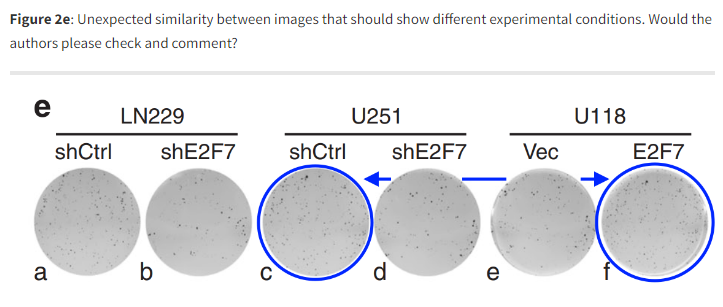 Figure 2e: Unexpected similarity between images that should show different experimental conditions. Would the
authors please check and comment?
e
LN229 U251 U118
shCtrl shE2F7 shCtrl shE2F7 Vec E2F7
a b c d e f